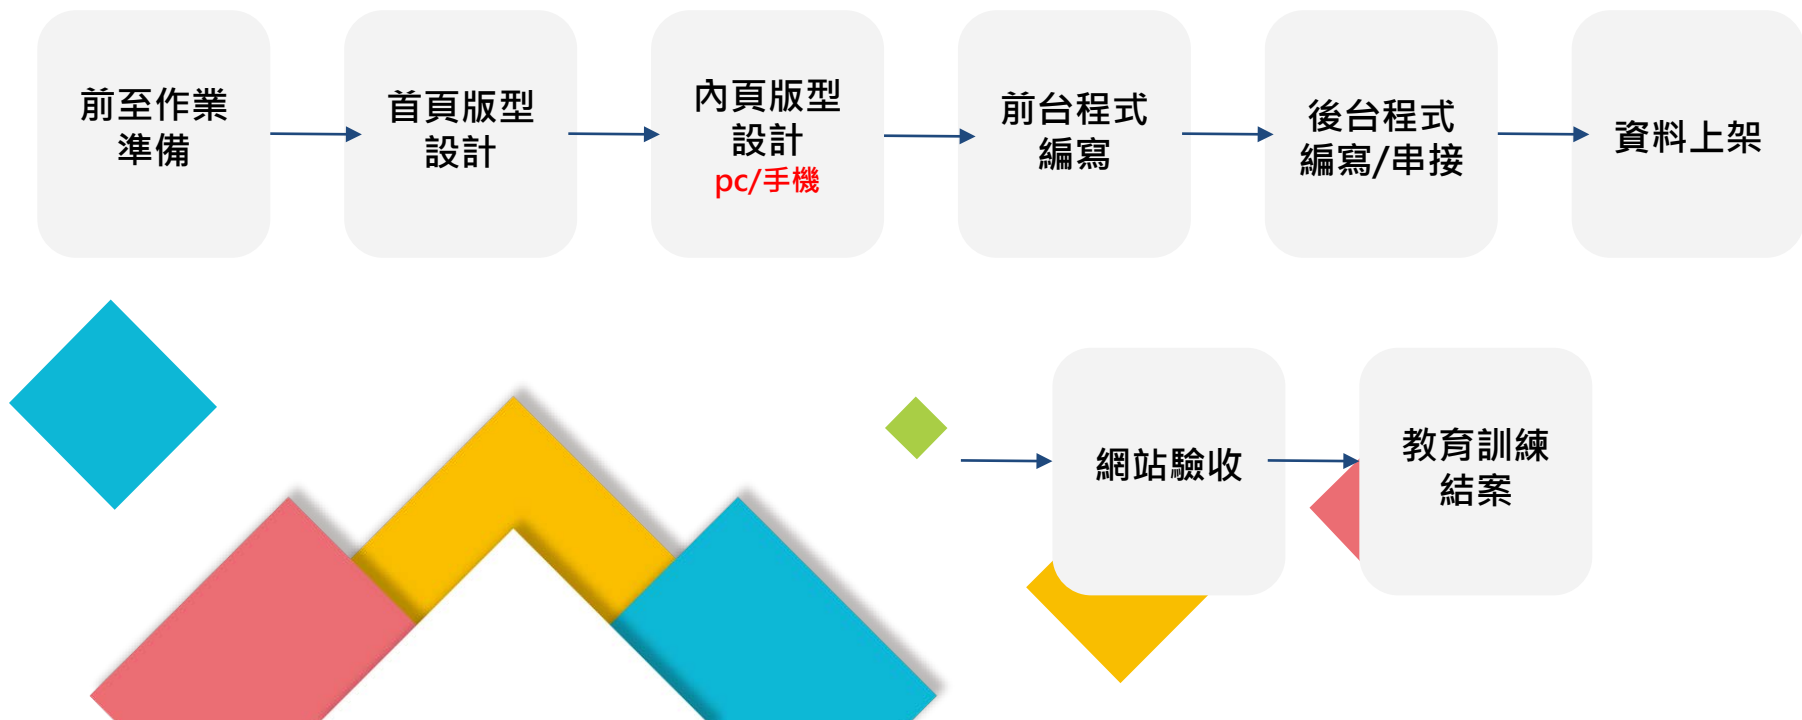 前至作業
準備
首頁版型
設計
內頁版型
設計
pc/手機
前台程式
編寫
後台程式
編寫/串接
資料上架
網站驗收
教育訓練
結案